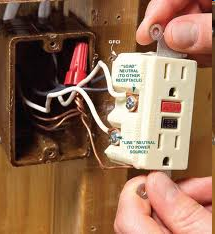 GFCI
"LOAD"
NEUTRAL
(TO OTHER
RECEPTACLE)
"LINE" NEUTRAL
(TO POWER
SOURCE)